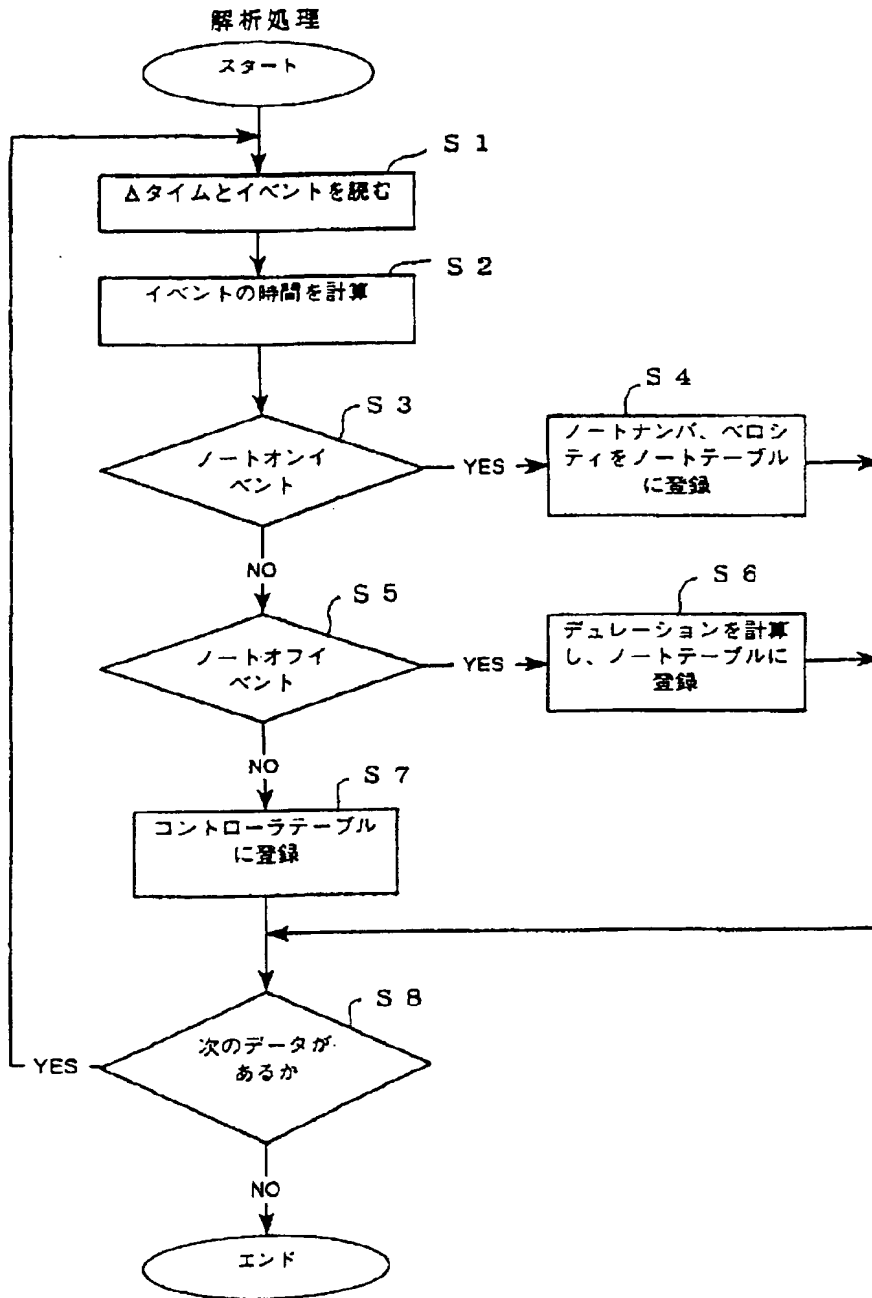 解析処理
スタート
S 1
Δタイムとイベントを読む
S 2
イベントの時間を計算
S 3
ノートオンイ
ベント
YES
S 4
ノートナンバ、ベロシ
ティをノートテーブル
に登録
NO
S 5
ノートオフイ
ベント
YES
S 6
デュレーションを計算
し、ノートテーブルに
登録
NO
S 7
コントローラテーブル
に登録
S 8
次のデータが
あるか
YES
NO
エンド